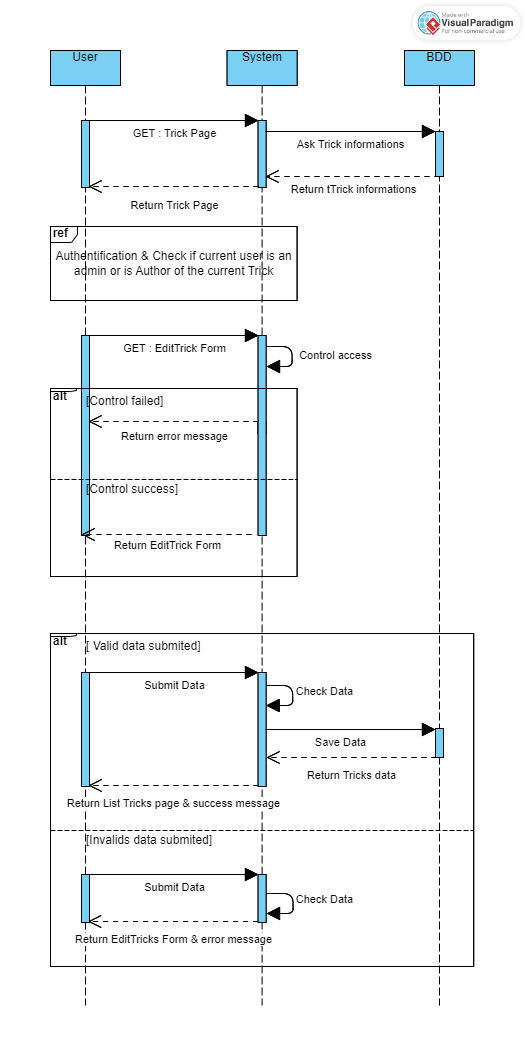 Made with
VisualParadigm
For non-commercial use
User
System
BDD
GET : Trick Page
Ask Trick informations
Return tTrick informations
Return Trick Page
ref
Authentification & Check if current user is an
admin or is Author of the current Trick
GET : EditTrick Form
Control access
alt
[Control failed]
Return error message
[Control success]
Return EditTrick Form
alt
[ Valid data submited]
Submit Data
Check Data
Save Data
Return Tricks data
Return List Tricks page & success message
[Invalids data submited]
Submit Data
Check Data
Return EditTricks Form & error message